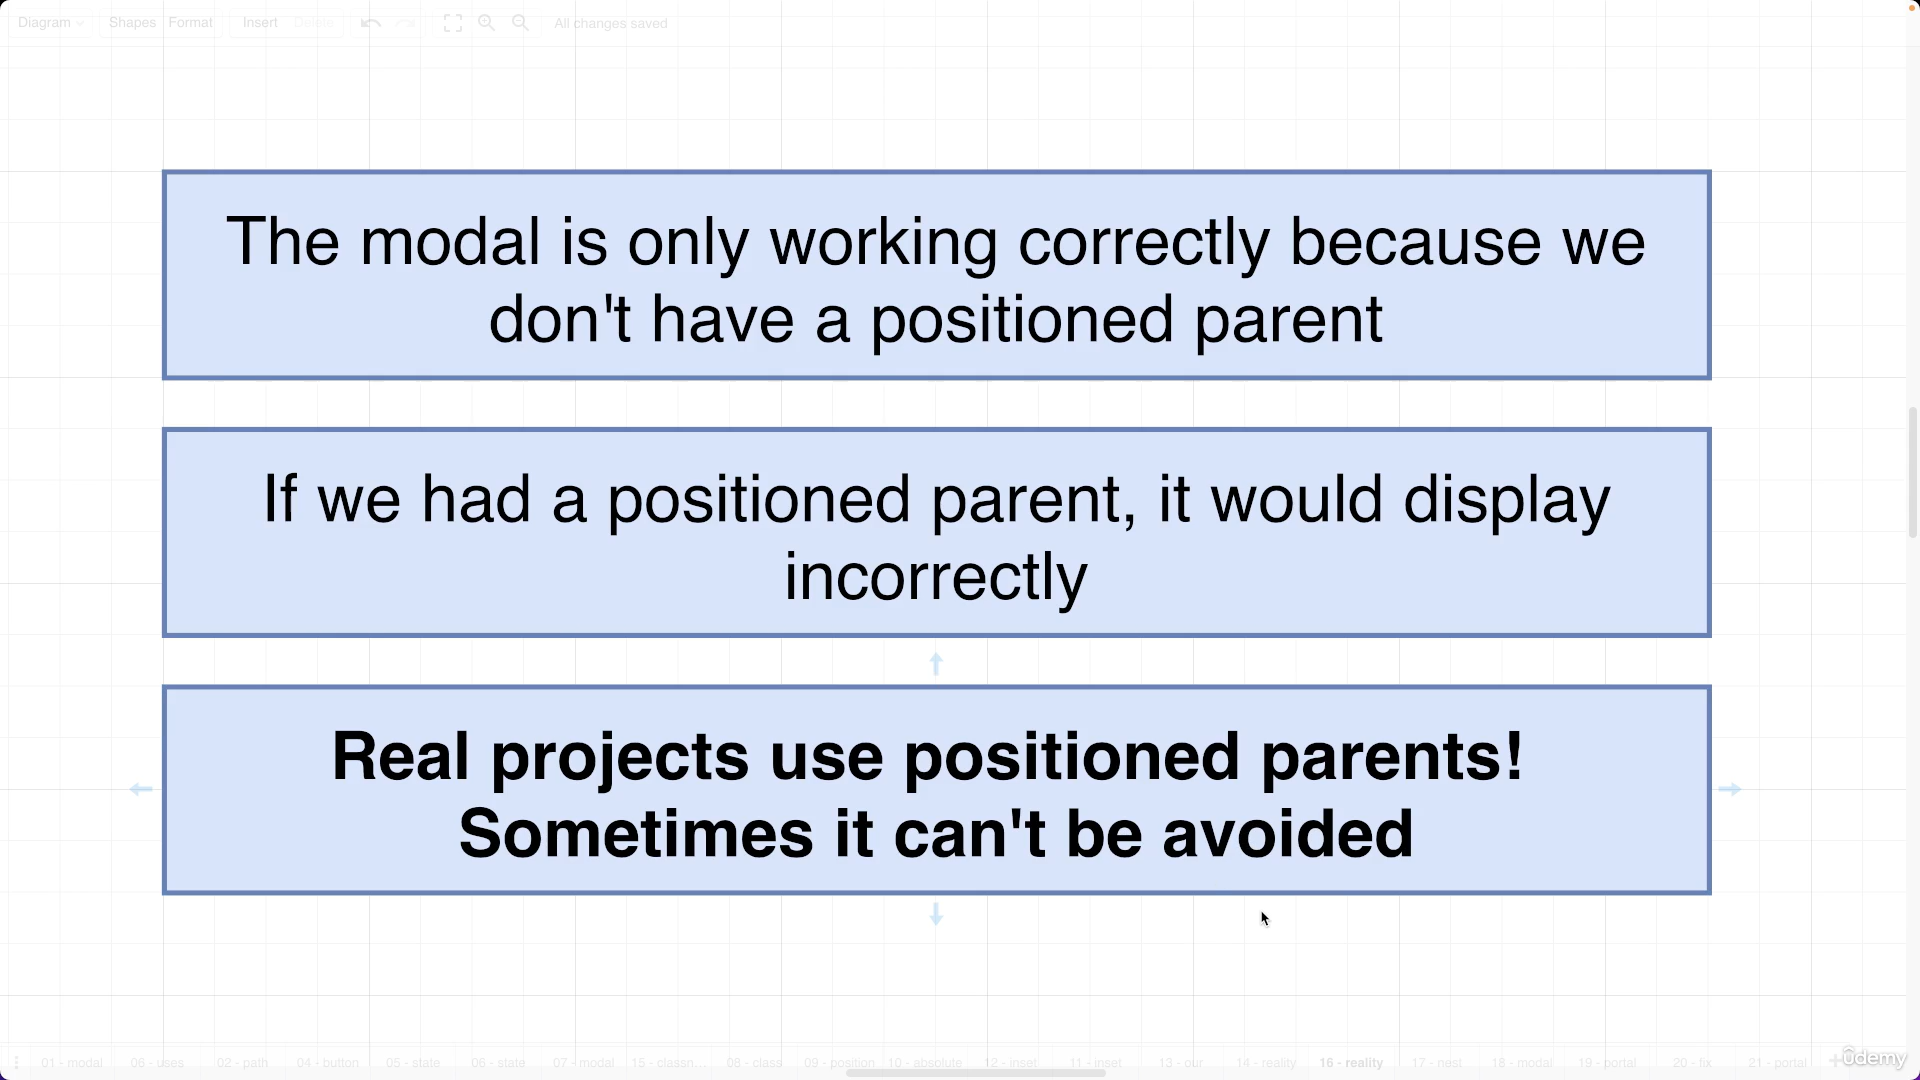 Diagram Shapes Format Insert Delete All changes saved
The modal is only working correctly because we
don't have a positioned parent
If we had a positioned parent, it would display
incorrectly
Real projects use positioned parents!
Sometimes it can't be avoided
01 - modal 06 - uses 02 - path 04 - button 05 - state 06 - state 07 - modal 15 - classn... 08 - class 09 - position 10 - absolute 12 - inset 11 - inset 13 - our 14 - reality 16 - reality 17 - nest 18 - modal 19 - portal 20 - fix 21 - portal
ûdemy